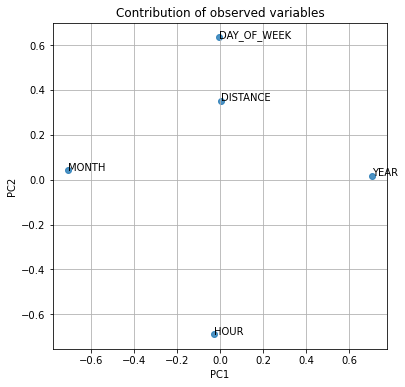 Contribution of observed variables
DAY_OF_WEEK
DISTANCE
MONTH
YEAR
HOUR
PC2
0.6
0.4
0.2
0.0
−0.2
−0.4
−0.6
−0.6 −0.4 −0.2 0.0 0.2 0.4 0.6
PC1